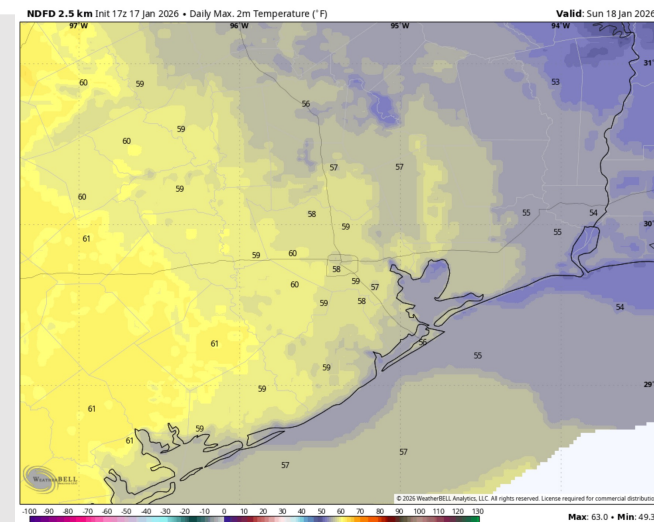 NDFD 2.5 km Init 17z 17 Jan 2026 • Daily Max. 2m Temperature (°F)
Valid: Sun 18 Jan 2026
97°W 96°W 95°W 94°W
31°
60 59 53
56
59
60
57 57
59
60
58 55 54
59 55
30°
61
59 60
58
59 57
60
59 58
54
56
61 55
59
29°
59
61
59
61
57
57
WEATHERBELL
© 2026 WeatherBELL Analytics, LLC. All rights reserved. License required for commercial distributio
-100 -90 -80 -70 -60 -50 -40 -30 -20 -10 0 10 20 30 40 50 60 70 80 90 100 110 120 130
Max: 63.0 • Min: 49.3